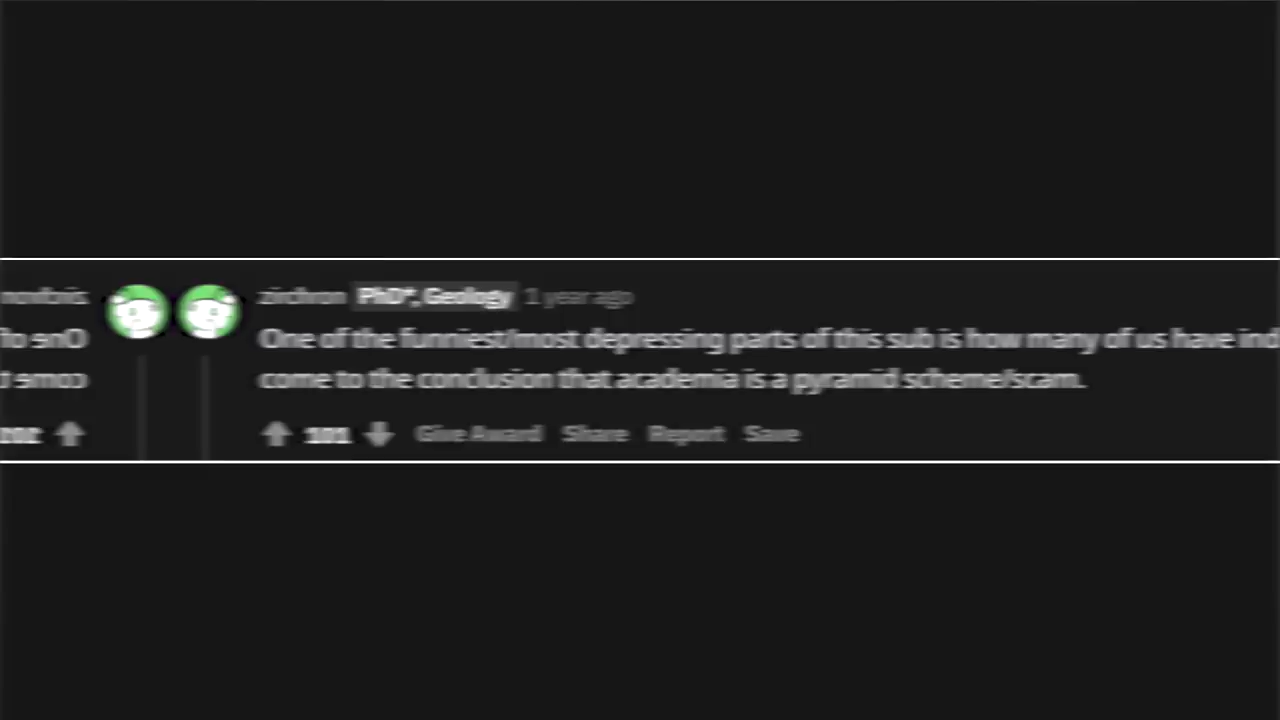 PhD*, Geology 1 year ago
One of the funniest/most depressing parts of this sub is how many of us have ind
come to the conclusion that academia is a pyramid scheme/scam.
101 Give Award Share Report Save